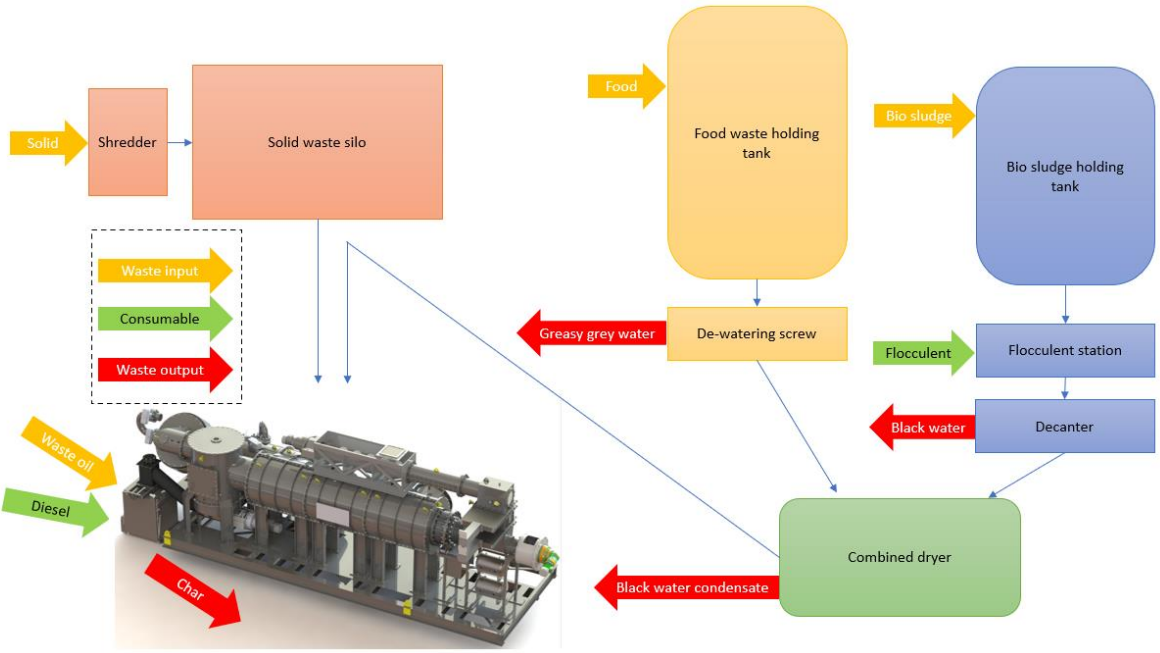 Solid
Shredder
Solid waste silo
Food
Food waste holding
tank
Bio sludge
Bio sludge holding
tank
Waste input
Consumable
Waste output
Greasy grey water
De-watering screw
Flocculent
Flocculent station
Black water
Decanter
Waste oil
Diesel
Char
Black water condensate
Combined dryer